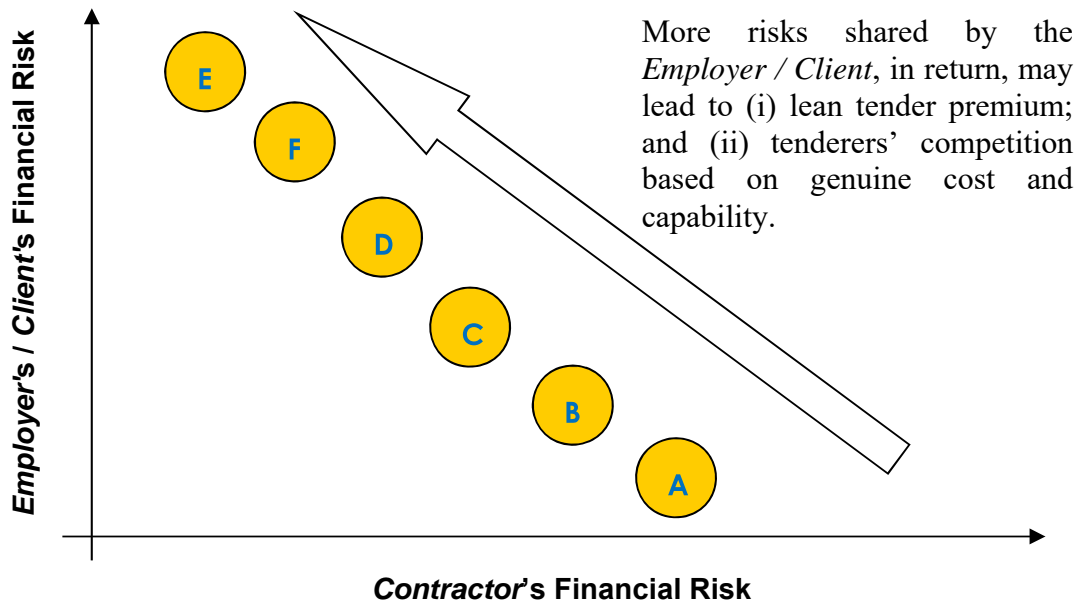 Employer's / Client's Financial Risk
More risks shared by the
Employer / Client, in return, may
lead to (i) lean tender premium;
and (ii) tenderers’ competition
based on genuine cost and
capability.
E
F
D
C
B
A
Contractor’s Financial Risk